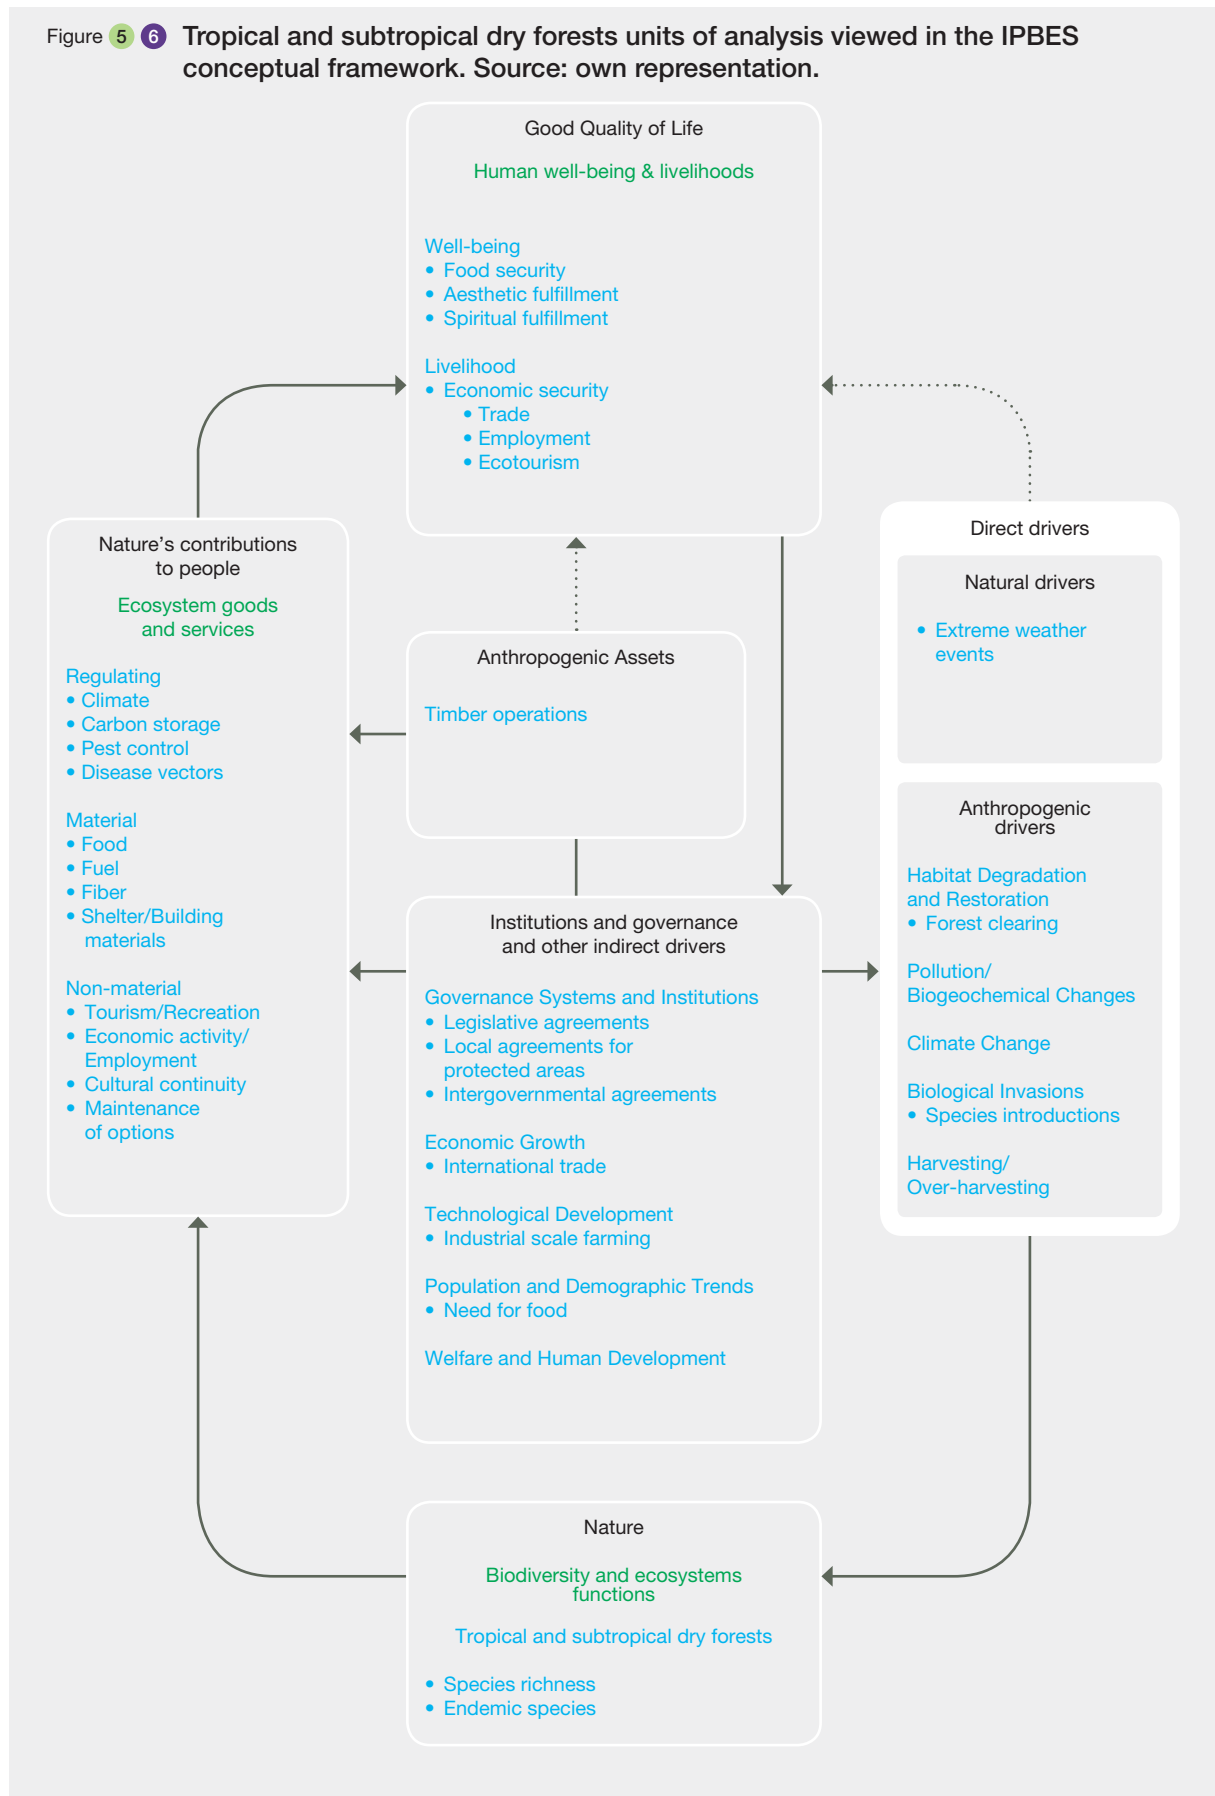 Figure 5 6 Tropical and subtropical dry forests units of analysis viewed in the IPBES
conceptual framework. Source: own representation.
Good Quality of Life
Human well-being & livelihoods
Well-being
• Food security
• Aesthetic fulfillment
• Spiritual fulfillment
Livelihood
• Economic security
• Trade
• Employment
• Ecotourism
Nature's contributions
to people
Ecosystem goods
and services
Regulating
• Climate
• Carbon storage
• Pest control
• Disease vectors
Material
• Food
• Fuel
• Fiber
• Shelter/Building
materials
Non-material
• Tourism/Recreation
• Economic activity/
Employment
• Cultural continuity
• Maintenance
of options
Anthropogenic Assets
Timber operations
Institutions and governance
and other indirect drivers
Governance Systems and Institutions
• Legislative agreements
• Local agreements for
protected areas
• Intergovernmental agreements
Economic Growth
• International trade
Technological Development
• Industrial scale farming
Population and Demographic Trends
• Need for food
Welfare and Human Development
Direct drivers
Natural drivers
• Extreme weather
events
Anthropogenic
drivers
Habitat Degradation
and Restoration
• Forest clearing
Pollution/
Biogeochemical Changes
Climate Change
Biological Invasions
• Species introductions
Harvesting/
Over-harvesting
Nature
Biodiversity and ecosystems
functions
Tropical and subtropical dry forests
• Species richness
• Endemic species